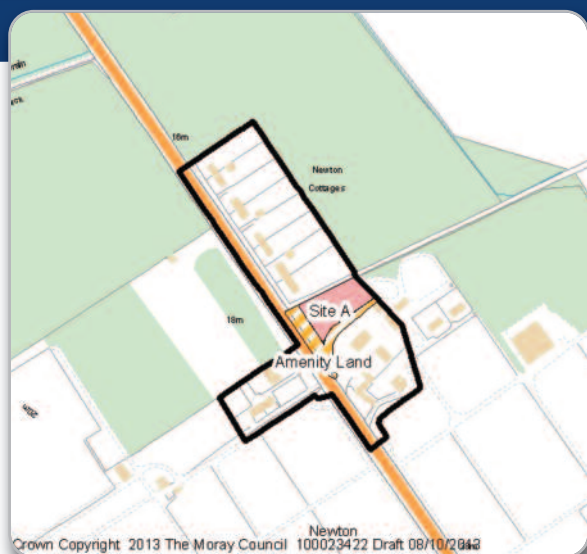 16m
Newton
Cottages
Site A
18m
Amenity Land
Newton
Crown Copyright 2013 The Moray Council 100023422 Draft 08/10/2013